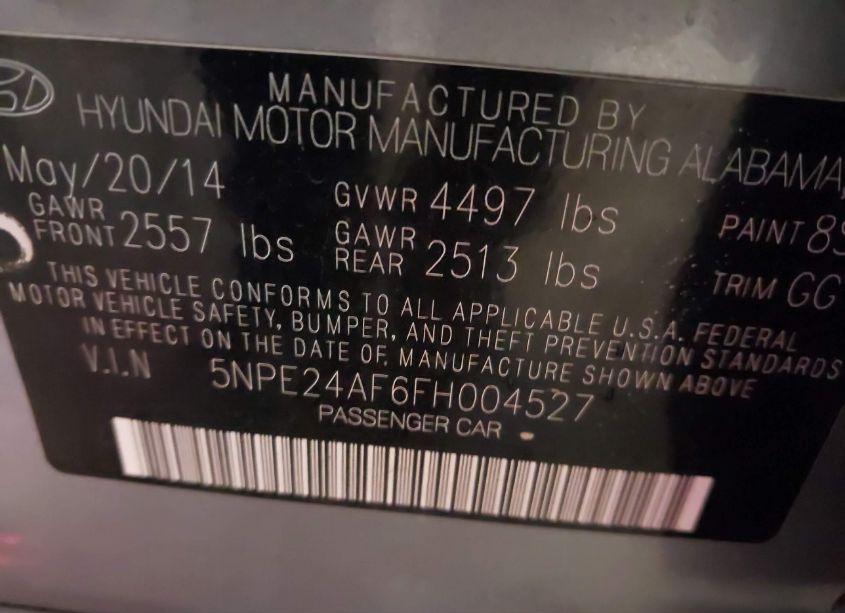 MANUFACTURED BY
HYUNDAI MOTOR MANUFACTURING ALABAMA,
May/20/14 GVWR 4497 lbs PAINT
GAWR FRONT 2557 lbs GAWR REAR 2513 lbs TRIM GG
THIS VEHICLE CONFORMS TO ALL APPLICABLE U.S.A. FEDERAL
MOTOR VEHICLE SAFETY, BUMPER, AND THEFT PREVENTION STANDARDS
IN EFFECT ON THE DATE OF MANUFACTURE SHOWN ABOVE
V.I.N 5NPE24AF6FH004527
PASSENGER CAR